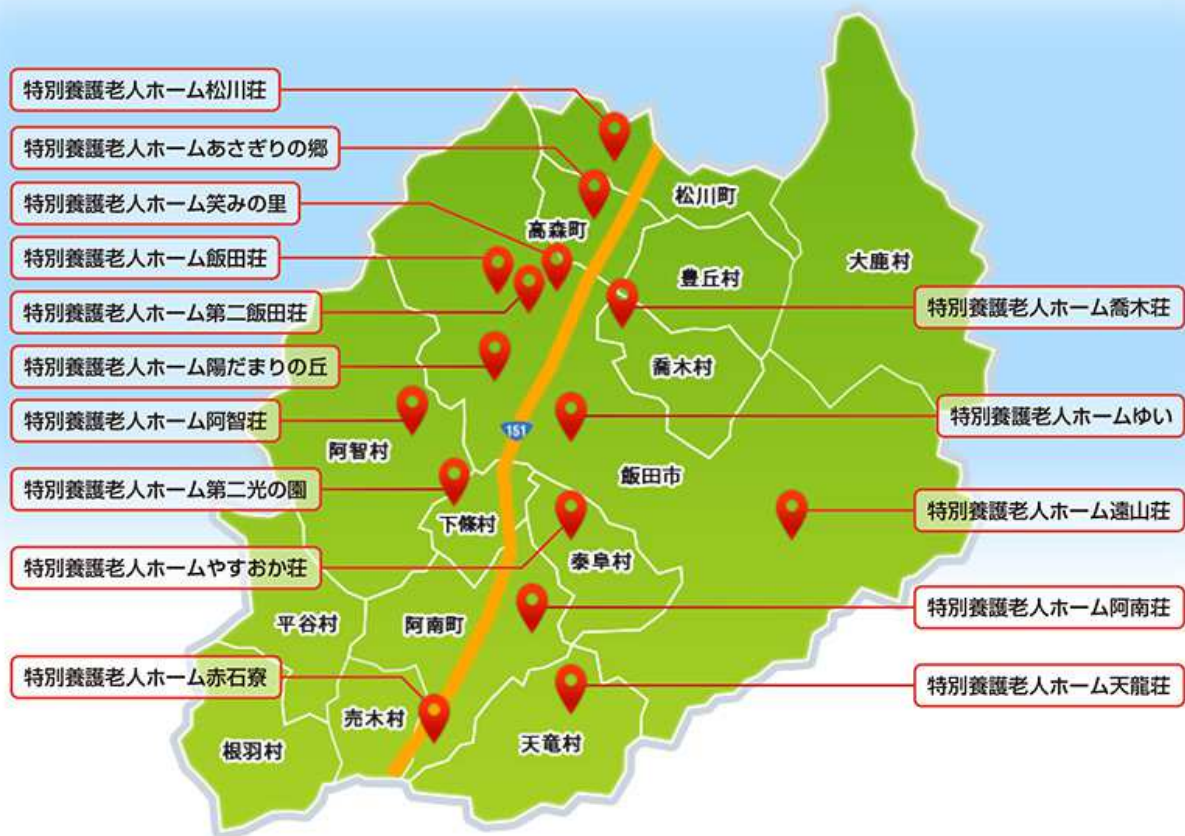 特別養護老人ホーム松川荘
特別養護老人ホームあさぎりの郷
特別養護老人ホーム笑みの里
特別養護老人ホーム飯田荘
特別養護老人ホーム第二飯田荘
特別養護老人ホーム陽だまりの丘
特別養護老人ホーム阿智荘
特別養護老人ホーム第二光の園
特別養護老人ホームやすおか荘
特別養護老人ホーム赤石寮
松川町
高森町
豊丘村
大鹿村
喬木村
151
阿智村
飯田市
下條村
泰阜村
平谷村
阿南町
売木村
根羽村
天竜村
特別養護老人ホーム喬木荘
特別養護老人ホームゆい
特別養護老人ホーム遠山荘
特別養護老人ホーム阿南荘
特別養護老人ホーム天龍荘